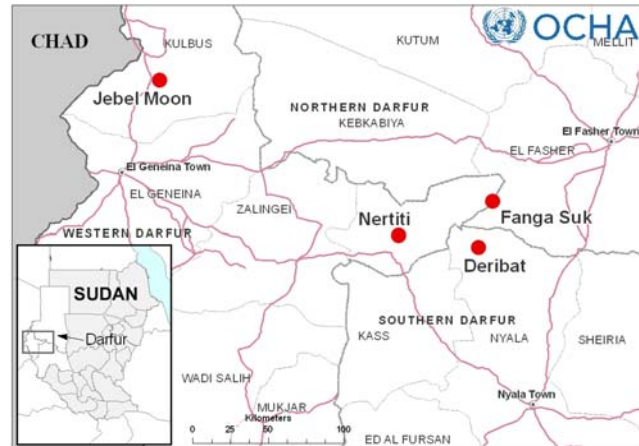 CHAD
KULBUS
KUTUM
OCHA
MELLIT
Jebel Moon
NORTHERN DARFUR
KEBKABIYA
El Fasher Town
EL FASHER
El Geneina Town
EL GENEINA
ZALINGEI
Nertiti
Fanga Suk
WESTERN DARFUR
Deribat
SUDAN
Darfur
SOUTHERN DARFUR
KASS
NYALA
SHEIRIA
WADI SALIH
Nyala Town
MUKJAR
Kilometers
0 25 50 100
ED AL FURSAN